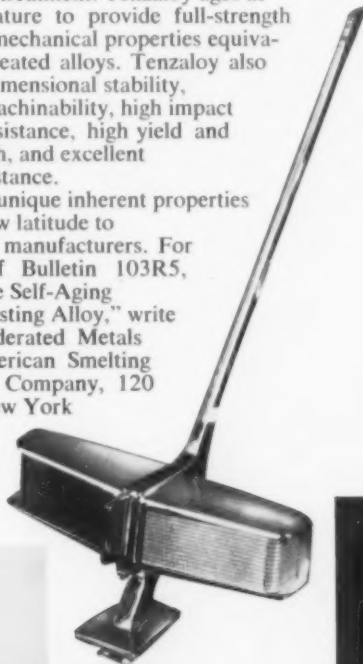 ature to provide full-strength
mechanical properties equiva-
eated alloys. Tenzaloy also
mensional stability,
achinability, high impact
sistance, high yield and
h, and excellent
stance.
unique inherent properties
w latitude to
manufacturers. For
f Bulletin 103R5,
e Self-Aging
sting Alloy," write
derated Metals
erican Smelting
Company, 120
ew York